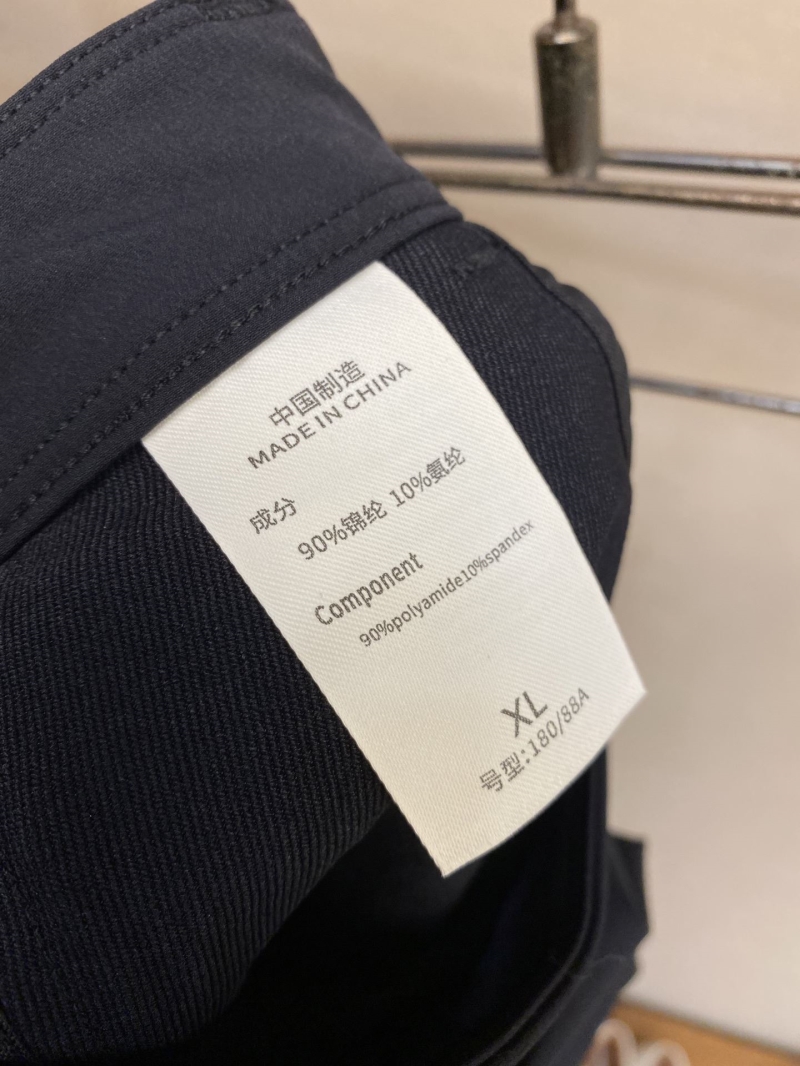 中国制造
MADE IN CHINA
成分
90%锦纶 10%氨纶
Component
90%polyamide10%spandex
XL
号型:180/88A